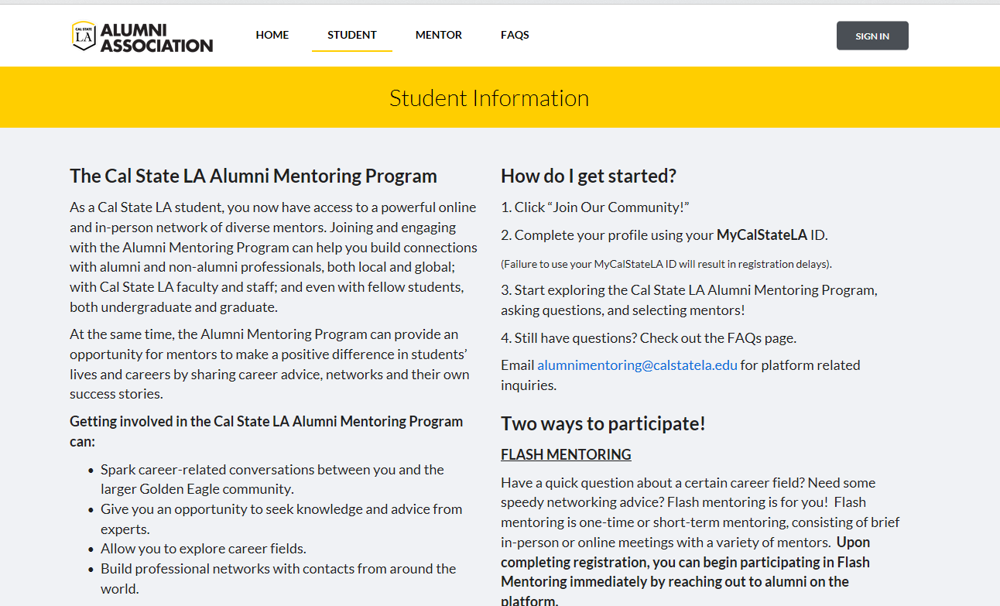 CAL STATE
LA
ALUMNI
ASSOCIATION
HOME
STUDENT
MENTOR
FAQS
SIGN IN
Student Information
The Cal State LA Alumni Mentoring Program
As a Cal State LA student, you now have access to a powerful online
and in-person network of diverse mentors. Joining and engaging
with the Alumni Mentoring Program can help you build connections
with alumni and non-alumni professionals, both local and global;
with Cal State LA faculty and staff; and even with fellow students,
both undergraduate and graduate.
At the same time, the Alumni Mentoring Program can provide an
opportunity for mentors to make a positive difference in students’
lives and careers by sharing career advice, networks and their own
success stories.
Getting involved in the Cal State LA Alumni Mentoring Program
can:
• Spark career-related conversations between you and the
larger Golden Eagle community.
• Give you an opportunity to seek knowledge and advice from
experts.
• Allow you to explore career fields.
• Build professional networks with contacts from around the
world.
How do I get started?
1. Click “Join Our Community!”
2. Complete your profile using your MyCalStateLA ID.
(Failure to use your MyCalStateLA ID will result in registration delays).
3. Start exploring the Cal State LA Alumni Mentoring Program,
asking questions, and selecting mentors!
4. Still have questions? Check out the FAQs page.
Email alumnimentoring@calstatela.edu for platform related
inquiries.
Two ways to participate!
FLASH MENTORING
Have a quick question about a certain career field? Need some
speedy networking advice? Flash mentoring is for you!  Flash
mentoring is one-time or short-term mentoring, consisting of brief
in-person or online meetings with a variety of mentors.  Upon
completing registration, you can begin participating in Flash
Mentoring immediately by reaching out to alumni on the
platform.